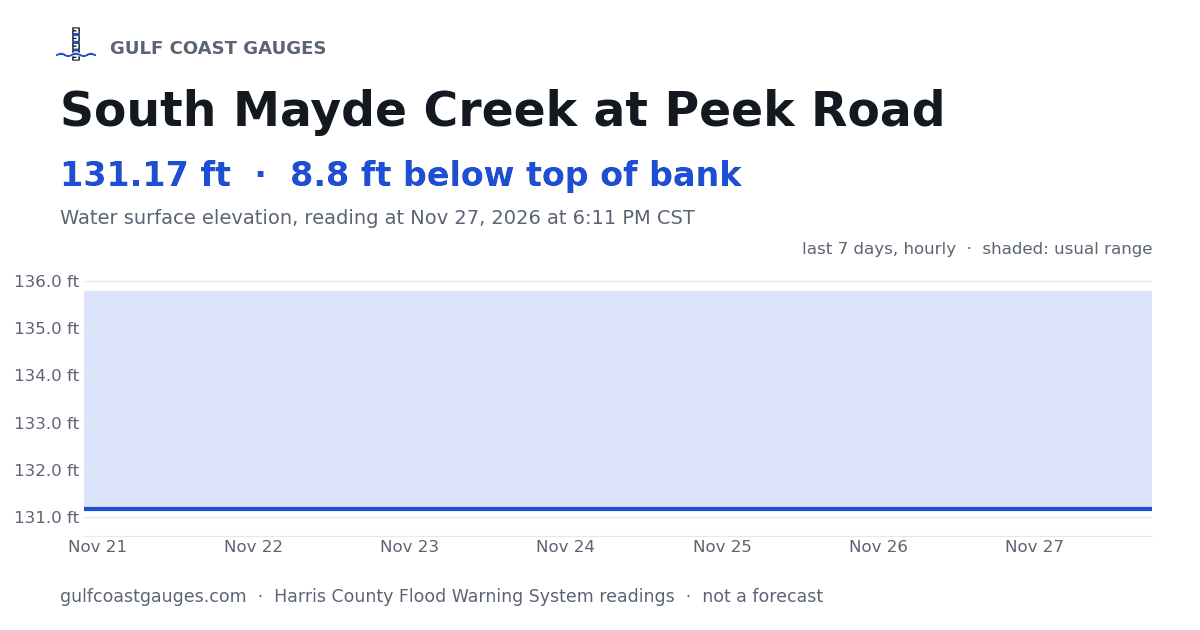 GULF COAST GAUGES
South Mayde Creek at Peek Road
131.17 ft · 8.8 ft below top of bank
Water surface elevation, reading at Nov 27, 2026 at 6:11 PM CST
last 7 days, hourly · shaded: usual range
136.0 ft
135.0 ft
134.0 ft
133.0 ft
132.0 ft
131.0 ft
Nov 21 Nov 22 Nov 23 Nov 24 Nov 25 Nov 26 Nov 27
gulfcoastgauges.com · Harris County Flood Warning System readings · not a forecast